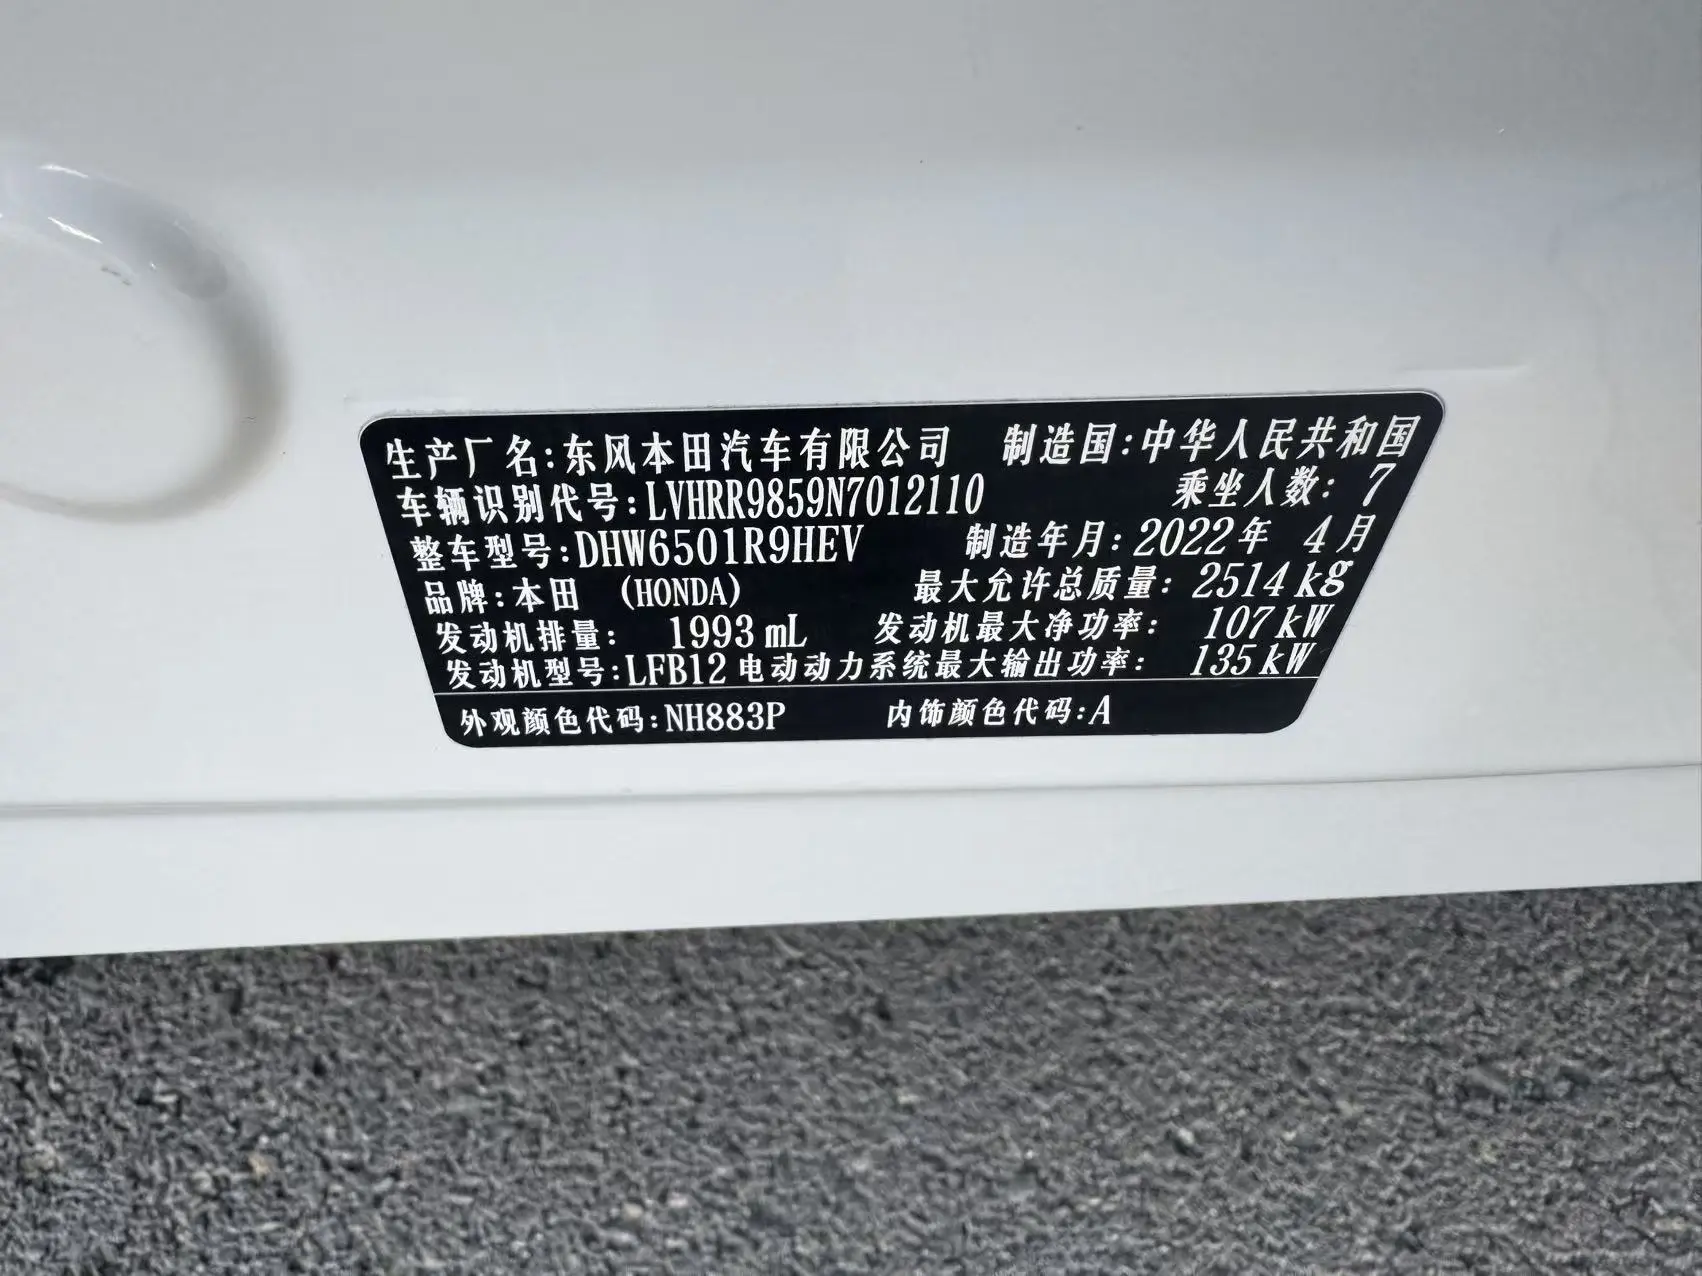 生产厂名:东风本田汽车有限公司 制造国:中华人民共和国
车辆识别代号:LVHRR9859N7012110 乘坐人数: 7
整车型号:DHW6501R9HEV 制造年月:2022年 4月
品牌:本田 (HONDA) 最大允许总质量: 2514kg
发动机排量: 1993mL 发动机最大净功率: 107kW
发动机型号:LFB12 电动动力系统最大输出功率: 135kW
外观颜色代码:NH883P 内饰颜色代码:A